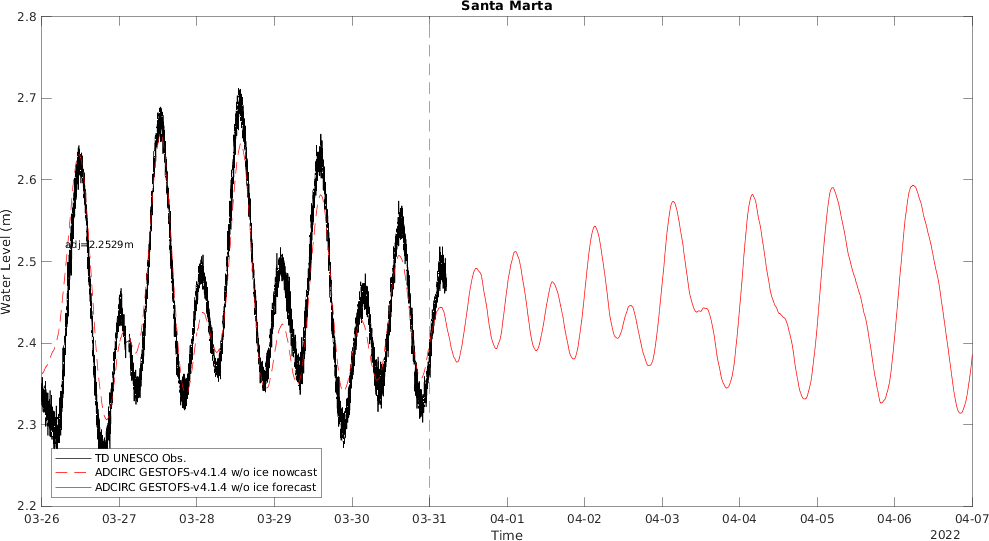 Santa Marta
2.8
2.7
2.6
2.5
2.4
2.3
2.2
Water Level (m)
adj=2.2529m
TD UNESCO Obs.
ADCIRC GESTOFS-v4.1.4 w/o ice nowcast
ADCIRC GESTOFS-v4.1.4 w/o ice forecast
03-26 03-27 03-28 03-29 03-30 03-31 04-01 04-02 04-03 04-04 04-05 04-06 04-07
Time
2022